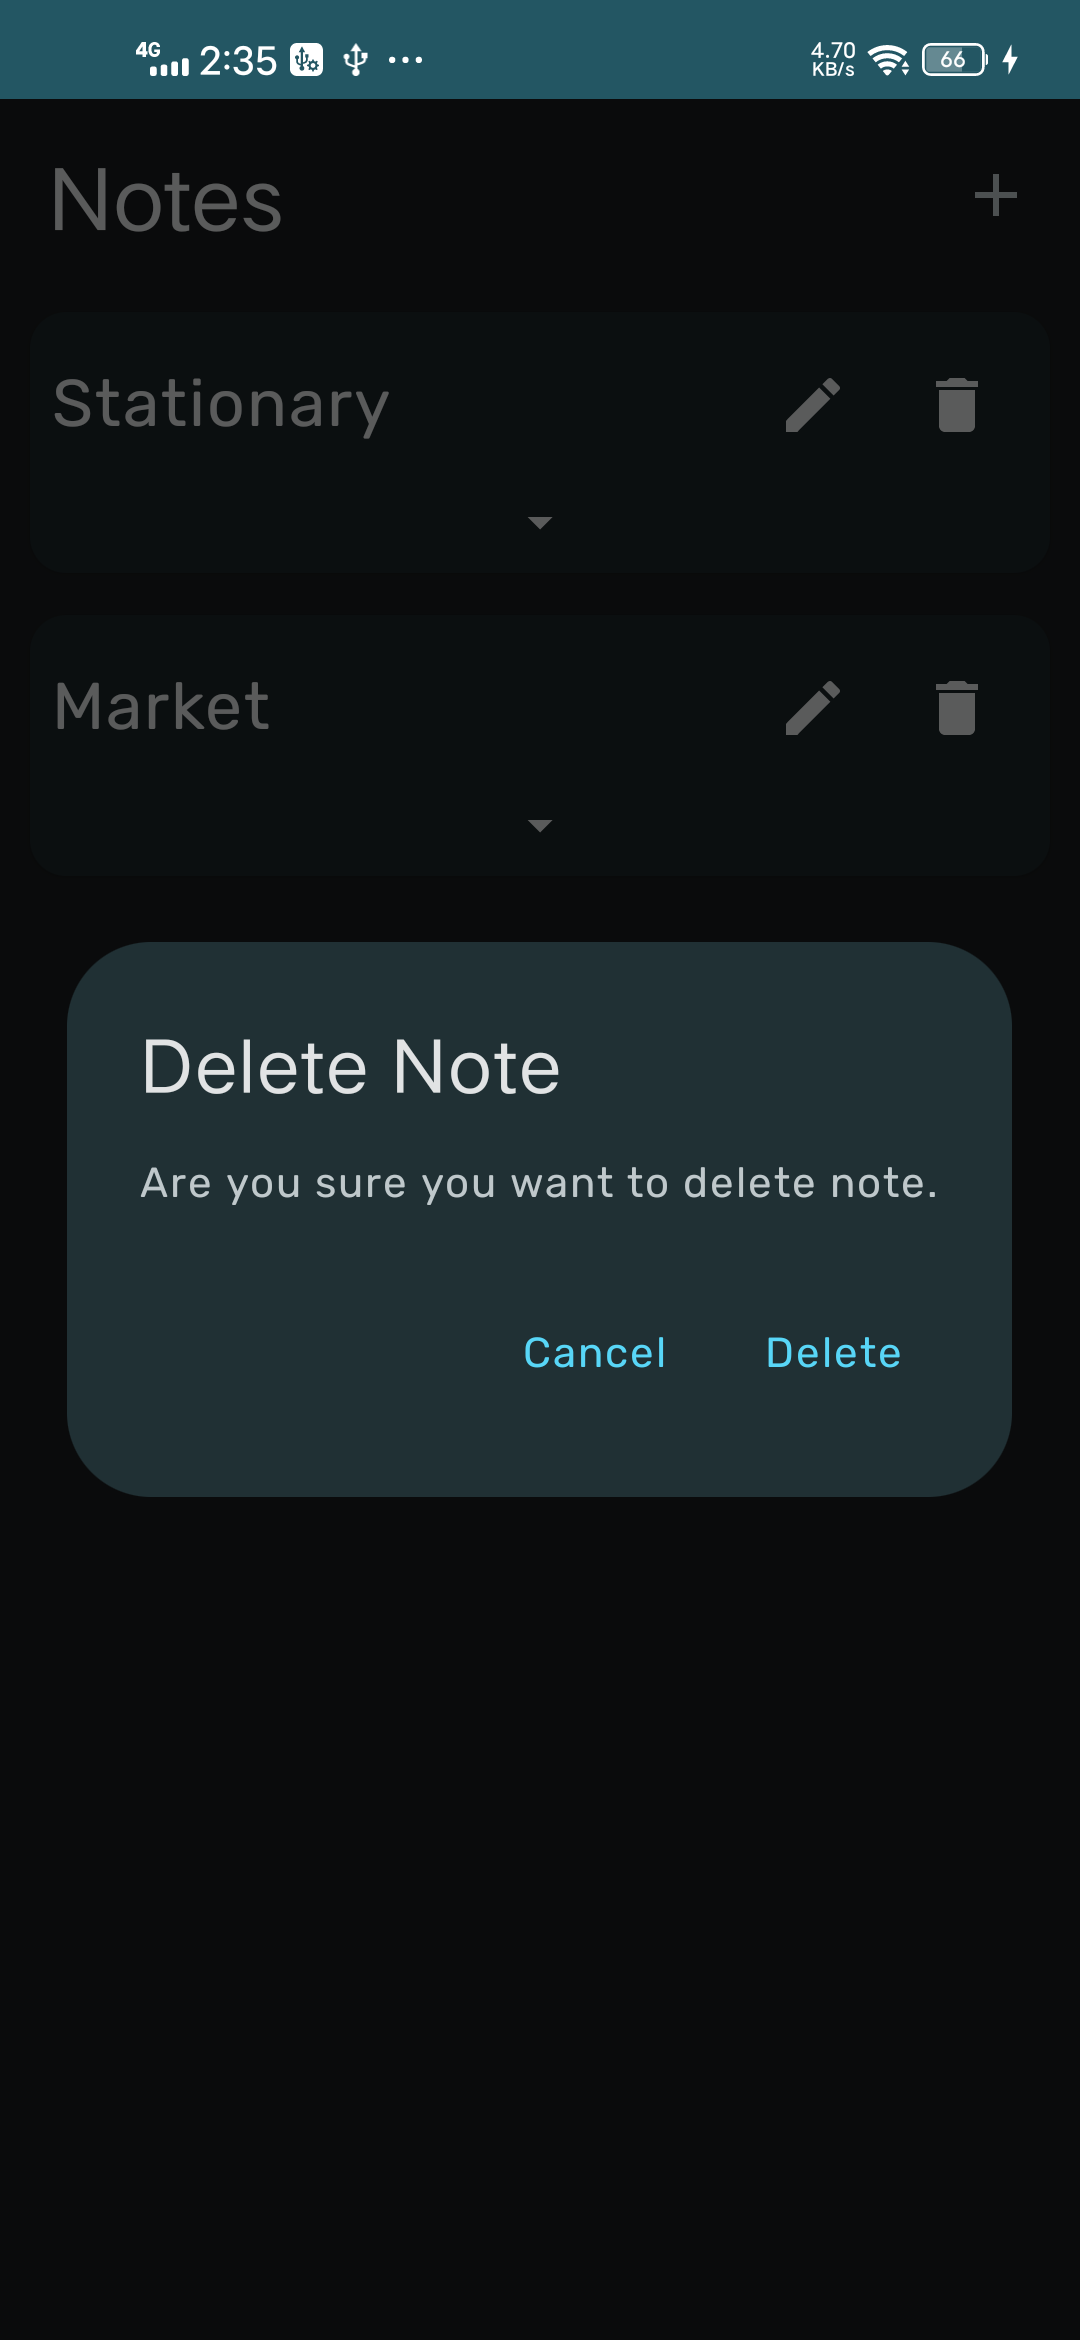 4G 2:35 4.70 KB/s 66
Notes
Stationary
Market
Delete Note
Are you sure you want to delete note.
Cancel Delete